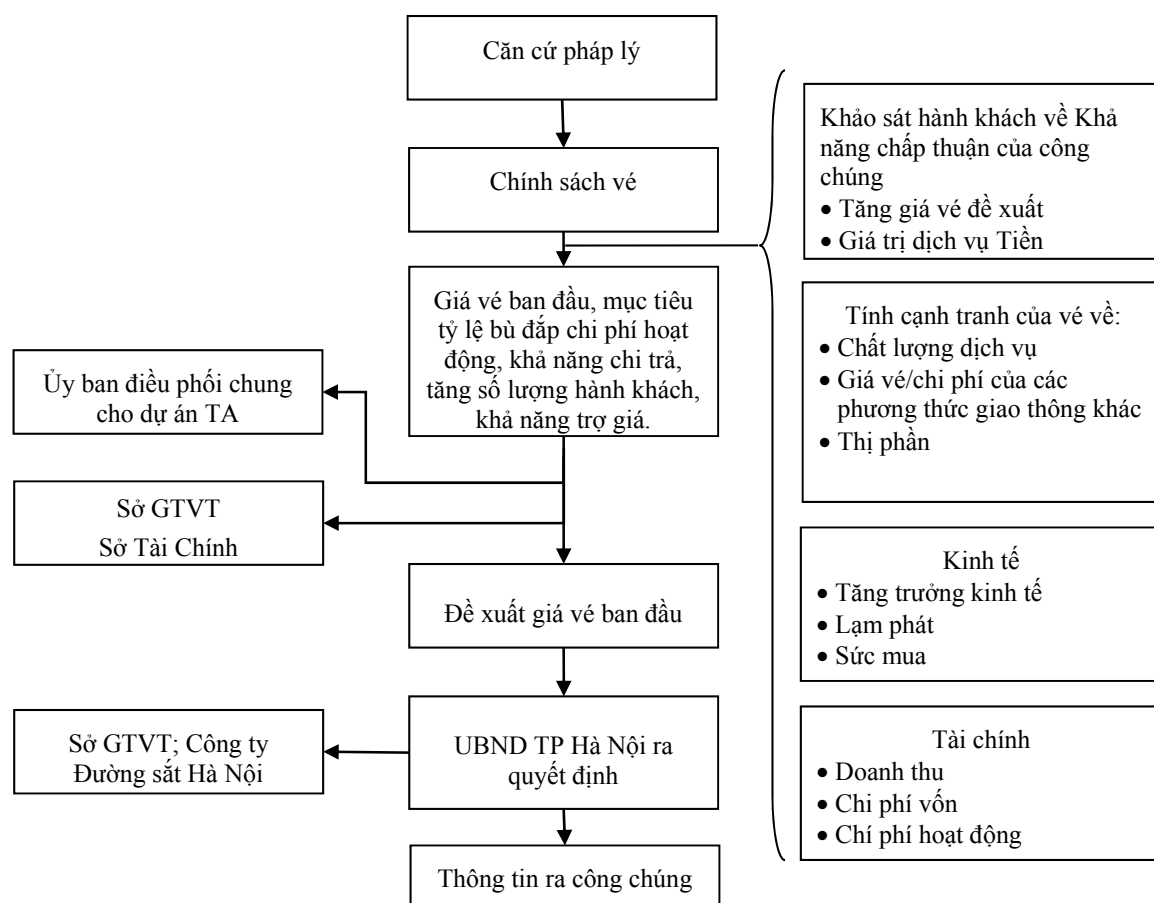 Căn cứ pháp lý
Chính sách vé
Giá vé ban đầu, mục tiêu
tỷ lệ bù đắp chi phí hoạt
động, khả năng chi trả,
tăng số lượng hành khách,
khả năng trợ giá.
Ủy ban điều phối chung
cho dự án TA
Sở GTVT
Sở Tài Chính
Đề xuất giá vé ban đầu
UBND TP Hà Nội ra
quyết định
Sở GTVT; Công ty
Đường sắt Hà Nội
Thông tin ra công chúng
Khảo sát hành khách về Khả
năng chấp thuận của công
chúng
• Tăng giá vé đề xuất
• Giá trị dịch vụ Tiền
Tính cạnh tranh của vé về:
• Chất lượng dịch vụ
• Giá vé/chi phí của các
phương thức giao thông khác
• Thị phần
Kinh tế
• Tăng trưởng kinh tế
• Lạm phát
• Sức mua
Tài chính
• Doanh thu
• Chi phí vốn
• Chí phí hoạt động